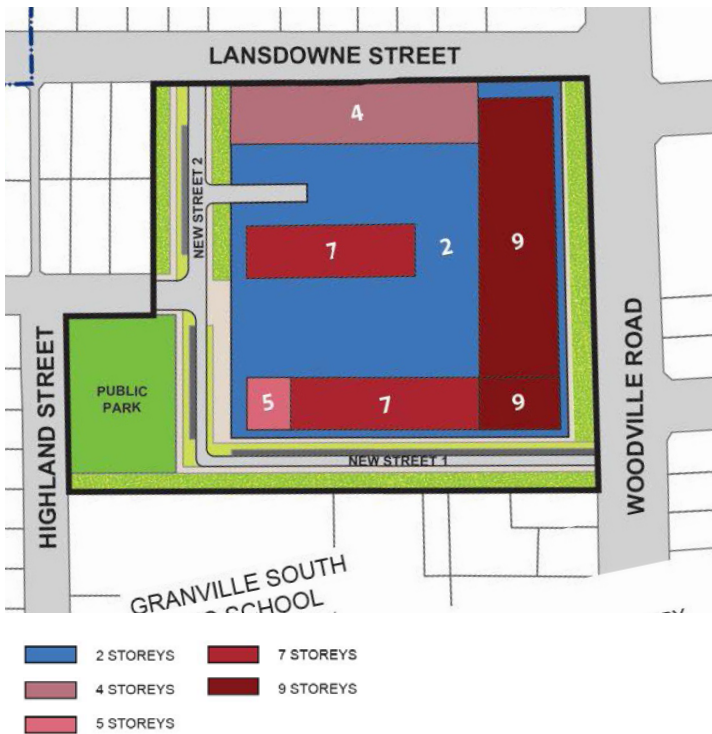 LANSDOWNE STREET
4
NEW STREET 2
7
2
9
HIGHLAND STREET
PUBLIC
PARK
WOODVILLE ROAD
5
7
9
NEW STREET 1
GRANVILLE SOUTH
SCHOOL
2 STOREYS
7 STOREYS
4 STOREYS
9 STOREYS
5 STOREYS